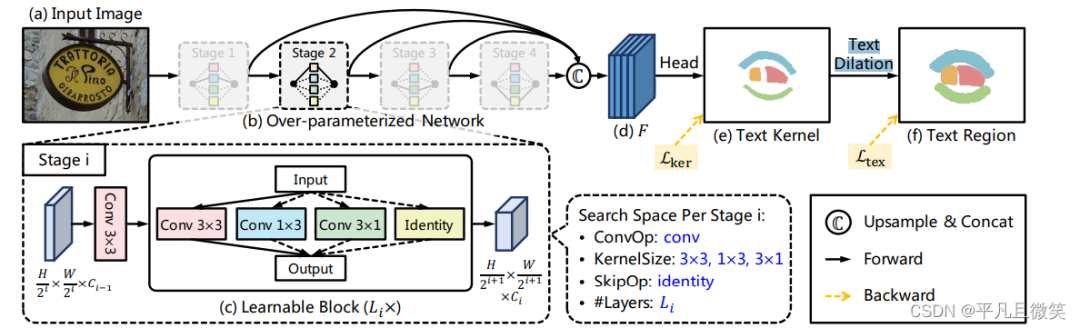 (a) Input Image
TRATTORIA
Il Pino
GIRARROSTO
Stage 1
Stage 2
Stage 3
Stage 4
(b) Over-parameterized Network
ℂ
(d) F
Head
(e) Text Kernel
Text
Dilation
(f) Text Region
ℒker
ℒtex
Stage i
H/2^i × W/2^i × C_{i−1}
Conv 3×3
Input
Conv 3×3
Conv 1×3
Conv 3×1
Identity
Output
(c) Learnable Block (L_i×)
H/2^{i+1} × W/2^{i+1}
× C_i
Search Space Per Stage i:
• ConvOp: conv
• KernelSize: 3×3, 1×3, 3×1
• SkipOp: identity
• #Layers: L_i
ℂ Upsample & Concat
Forward
Backward
CSDN @平凡且微笑